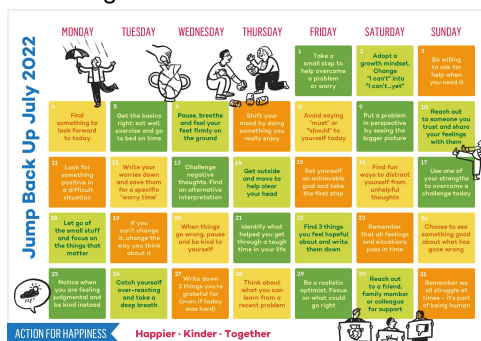 Jump Back Up July 2022
MONDAY
TUESDAY
WEDNESDAY
THURSDAY
FRIDAY
SATURDAY
SUNDAY
1
Take a
small step to
help overcome
a problem
or worry
2
Adopt a
growth mindset.
Change
"I can't" into
"I can't...yet"
3
Be willing
to ask for
help when
you need it
4
Find
something to
look forward
to today
5
Get the basics
right: eat well,
exercise and
go to bed on time
6
Pause, breathe
and feel your
feet firmly on
the ground
7
Shift your
mood by doing
something you
really enjoy
8
Avoid saying
"must" or
"should" to
yourself today
9
Put a problem
in perspective
by seeing the
bigger picture
10
Reach out
to someone you
trust and share
your feelings
with them
11
Look for
something
positive in
a difficult
situation
12
Write your
worries down
and save them
for a specific
'worry time'
13
Challenge
negative
thoughts. Find
an alternative
interpretation
14
Get outside
and move to
help clear
your head
15
Set yourself
an achievable
goal and take
the first step
16
Find fun
ways to distract
yourself from
unhelpful
thoughts
17
Use one of
your strengths
to overcome a
challenge today
18
Let go of
the small stuff
and focus on
the things that
matter
19
If you
can't change
it, change the
way you think
about it
20
When things
go wrong, pause
and be kind to
yourself
21
Identify what
helped you get
through a tough
time in your life
22
Find 3 things
you feel hopeful
about and write
them down
23
Remember
that all feelings
and situations
pass in time
24
Choose to see
something good
about what has
gone wrong
25
Notice when
you are feeling
judgmental and
be kind instead
26
Catch yourself
over-reacting
and take a
deep breath
27
Write down
3 things you're
grateful for
(even if today
was hard)
28
Think about
what you can
learn from a
recent problem
29
Be a realistic
optimist. Focus
on what could
go right
30
Reach out
to a friend,
family member
or colleague
for support
31
Remember we
all struggle at
times - it's part
of being human
ACTION FOR HAPPINESS
Happier · Kinder · Together